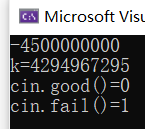 Microsoft Visu
-4500000000
k=4294967295
cin.good()=0
cin.fail()=1